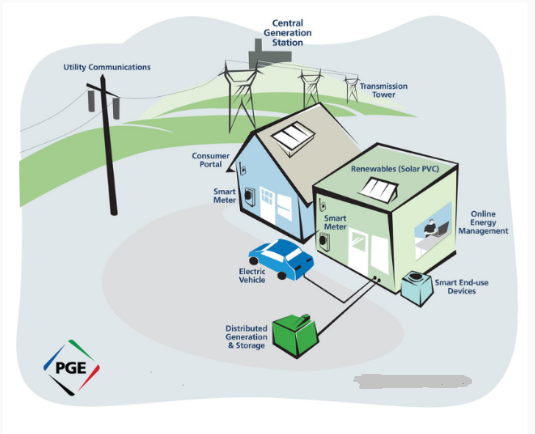 Central
Generation
Station
Utility Communications
Transmission
Tower
Consumer
Portal
Renewables (Solar PVC)
Smart
Meter
Smart
Meter
Online
Energy
Management
Electric
Vehicle
Smart End-use
Devices
Distributed
Generation
& Storage
PGE